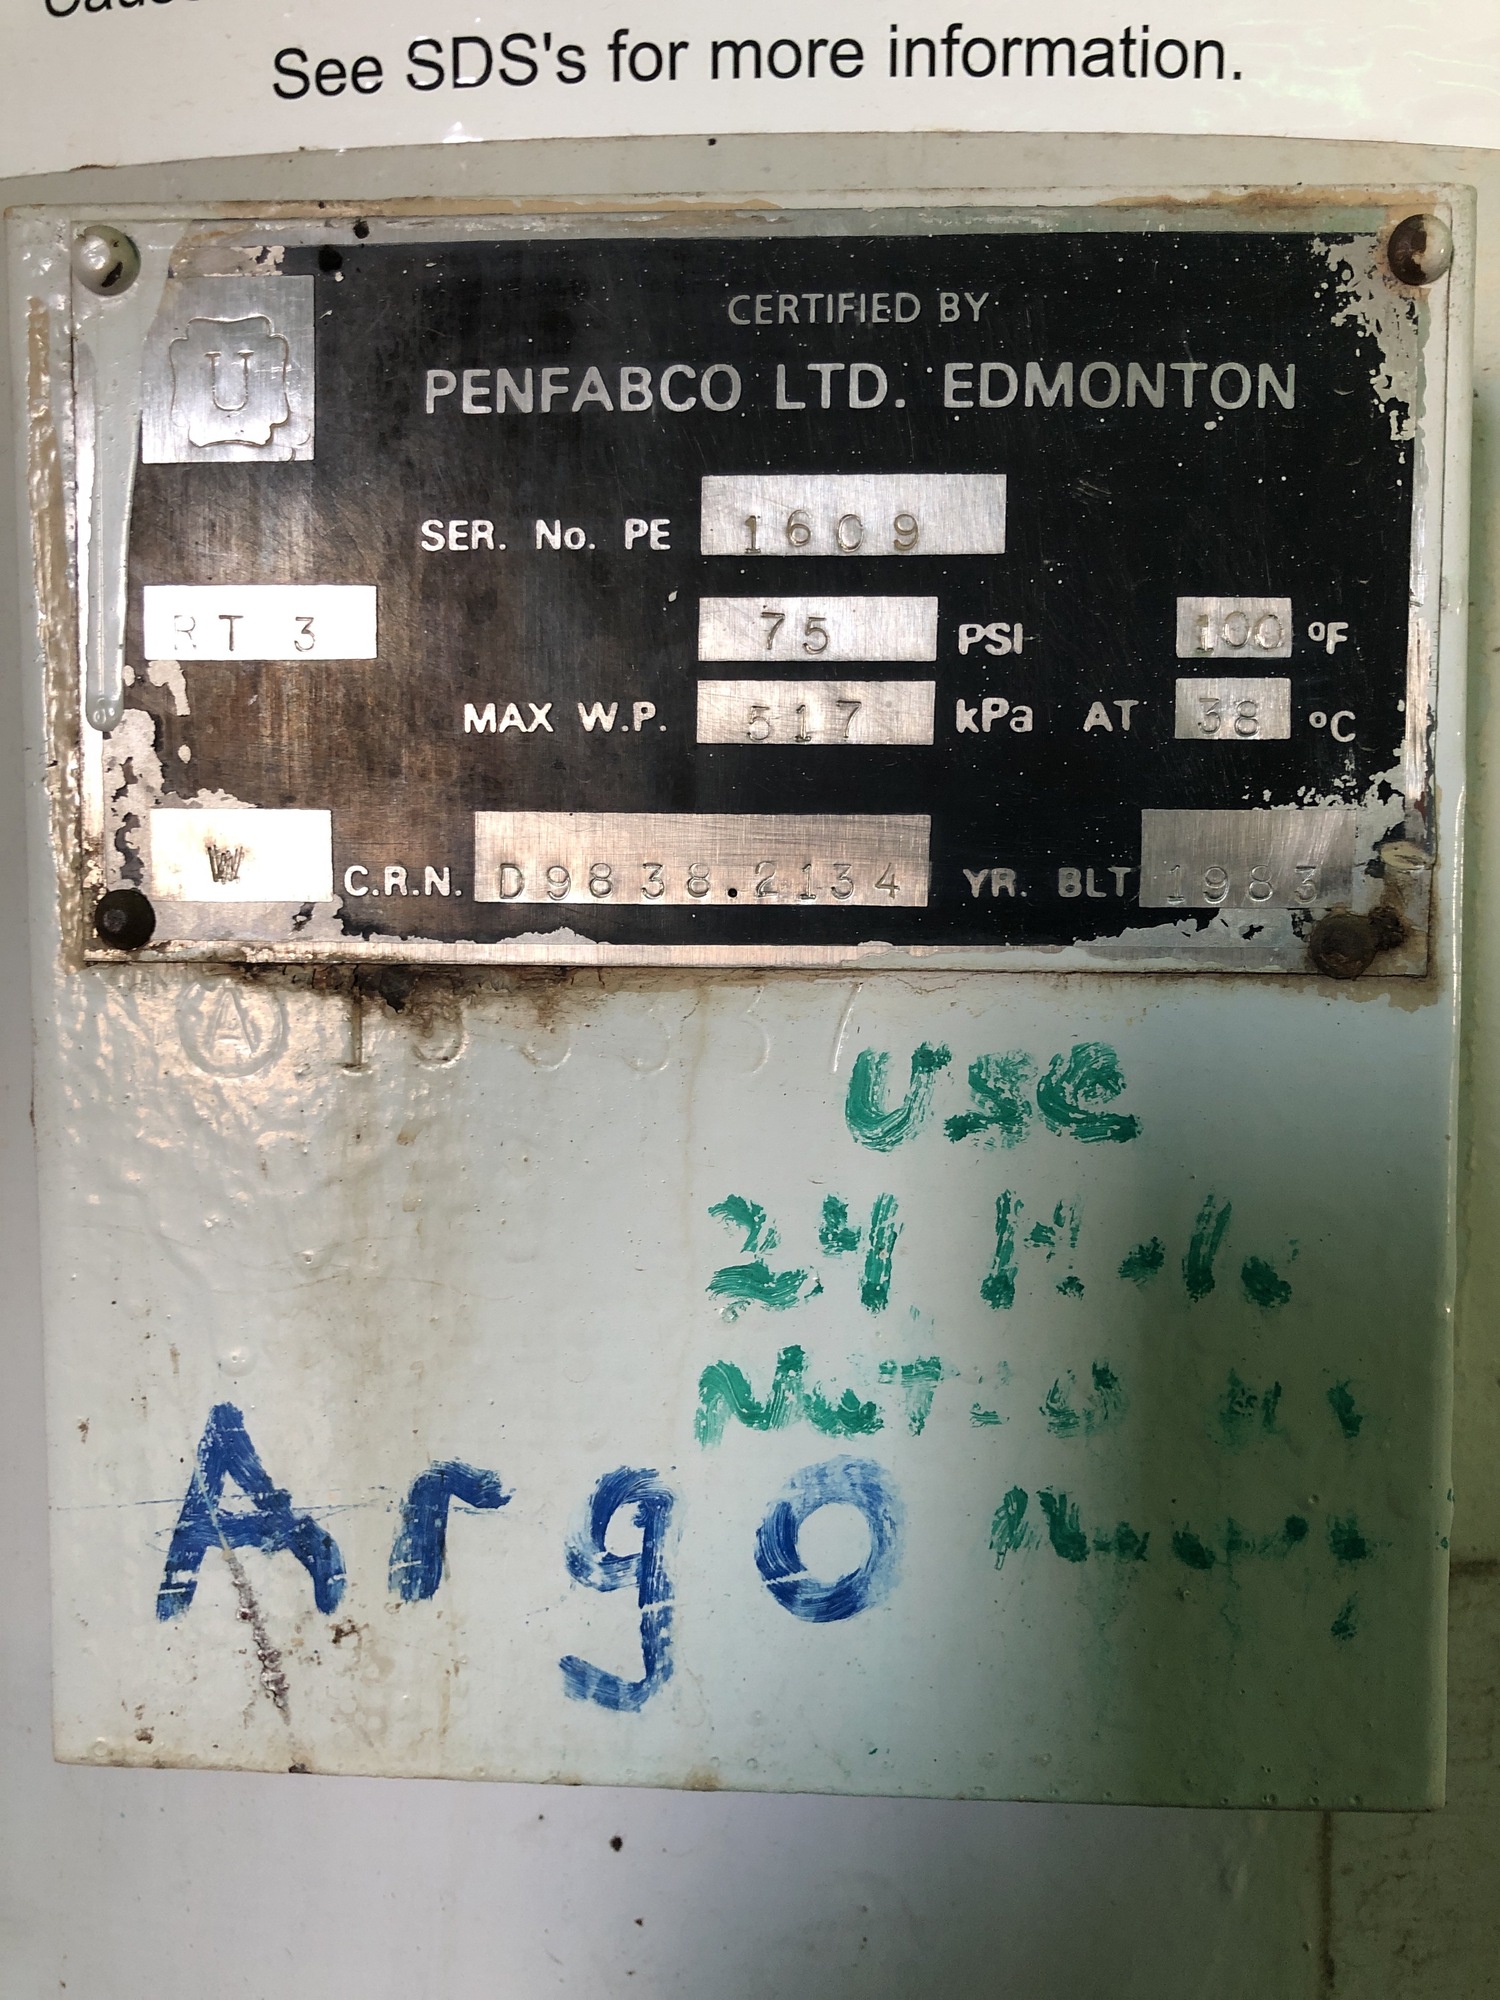 See SDS's for more information.
U
CERTIFIED BY
PENFABCO LTD. EDMONTON
SER. No. PE 1609
RT 3
75 PSI 100 °F
MAX W.P. 517 kPa AT 38 °C
W C.R.N. D9838.2134 YR. BLT 1983
A
use
24
Argo